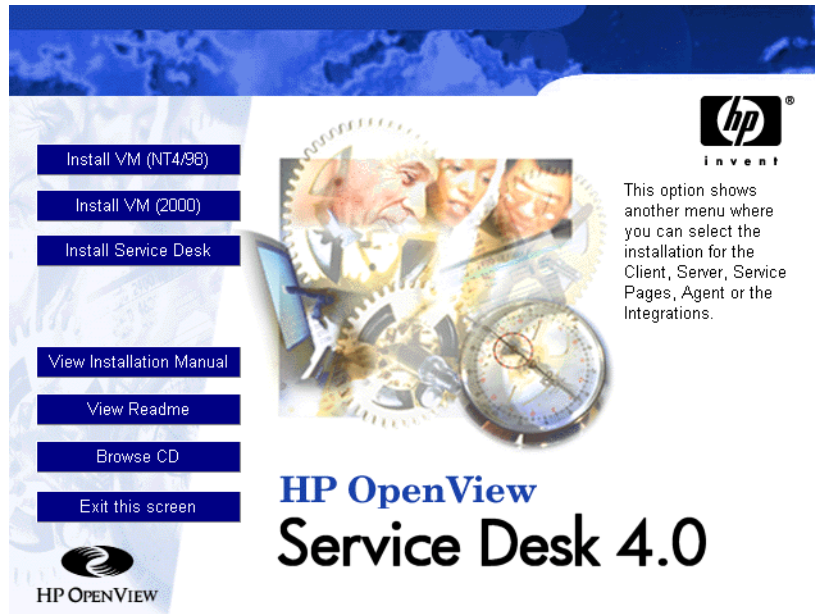 Install VM (NT4/98)
Install VM (2000)
Install Service Desk
View Installation Manual
View Readme
Browse CD
Exit this screen
HP OPENVIEW
hp®
invent
This option shows
another menu where
you can select the
installation for the
Client, Server, Service
Pages, Agent or the
Integrations.
HP OpenView
Service Desk 4.0